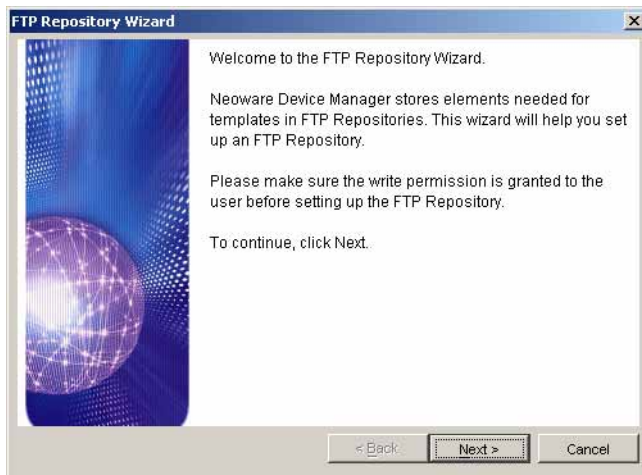 FTP Repository Wizard
Welcome to the FTP Repository Wizard.
Neoware Device Manager stores elements needed for
templates in FTP Repositories. This wizard will help you set
up an FTP Repository.
Please make sure the write permission is granted to the
user before setting up the FTP Repository.
To continue, click Next.
< Back
Next >
Cancel